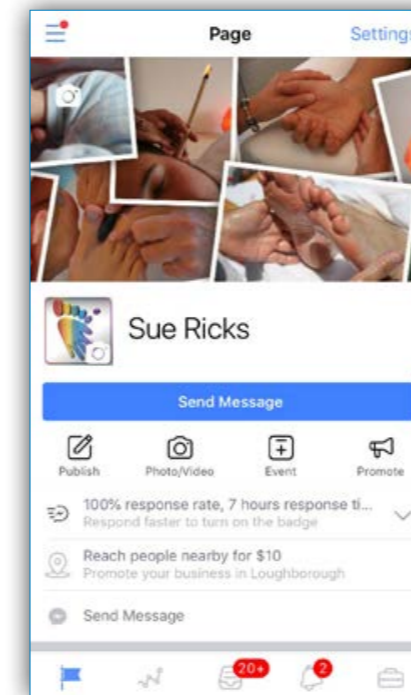 Page
Settings
Sue Ricks
Send Message
Publish
Photo/Video
Event
Promote
100% response rate, 7 hours response ti...
Respond faster to turn on the badge
Reach people nearby for $10
Promote your business in Loughborough
Send Message
20+
2